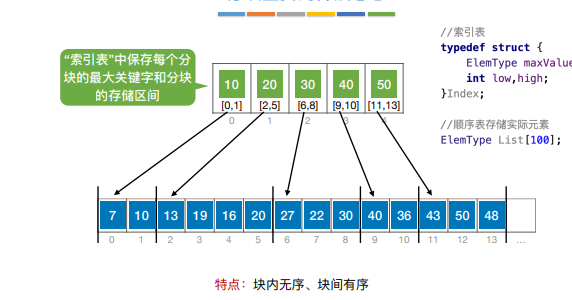 “索引表”中保存每个分
块的最大关键字和分块
的存储区间
10 20 30 40 50
[0,1] [2,5] [6,8] [9,10] [11,13]
0 1 2 3 4
//索引表
typedef struct {
ElemType maxValue
int low,high;
}Index;
//顺序表存储实际元素
ElemType List[100];
7 10 13 19 16 20 27 22 30 40 36 43 50 48
0 1 2 3 4 5 6 7 8 9 10 11 12 13 ...
特点：块内无序、块间有序